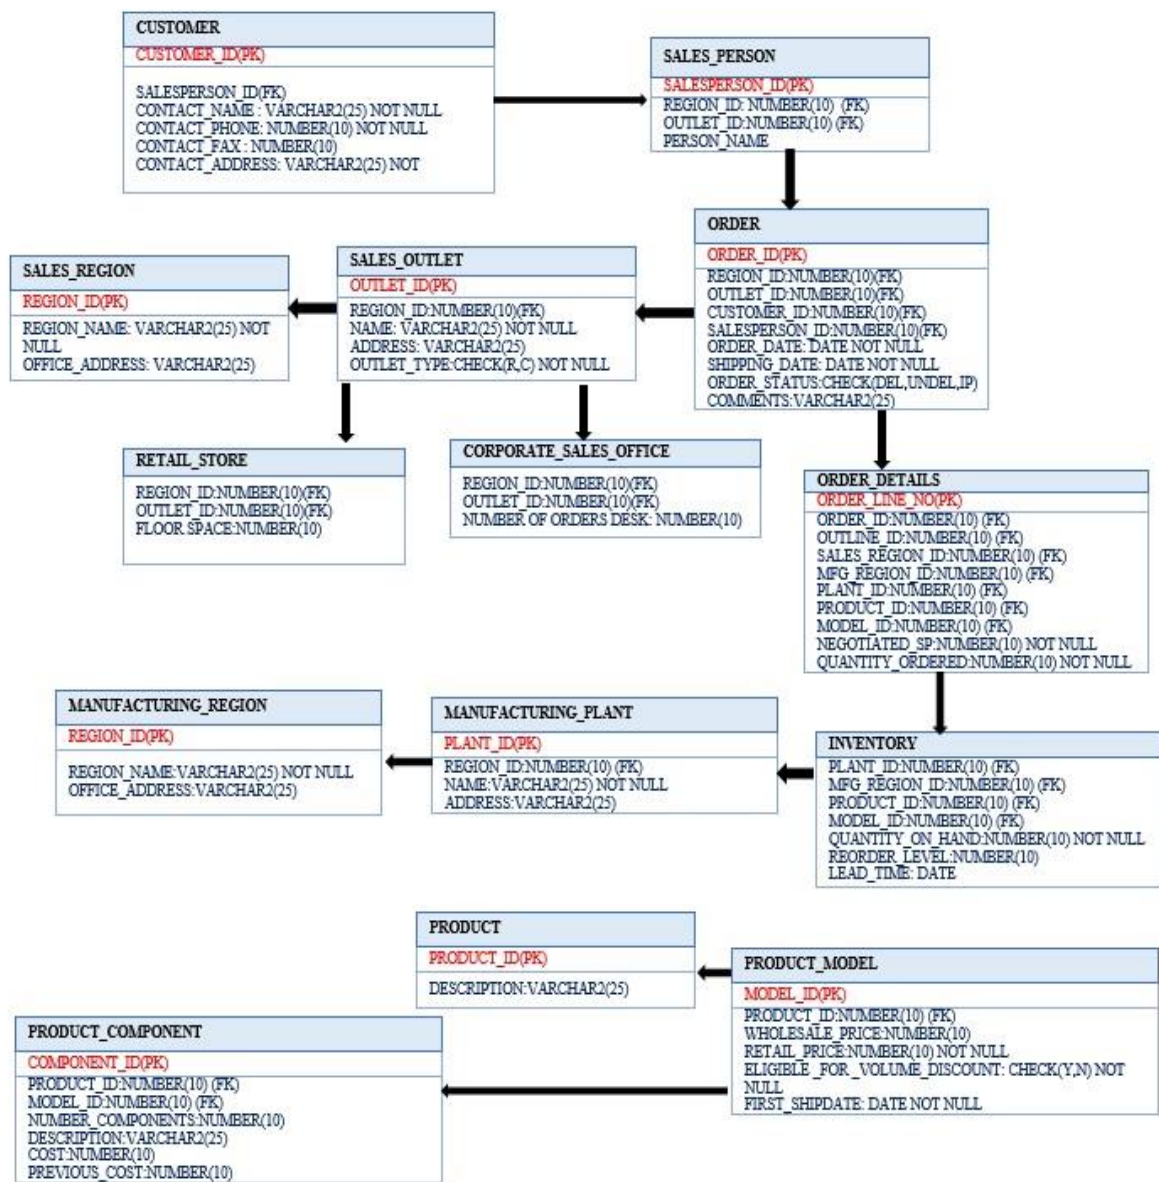 CUSTOMER
CUSTOMER_ID(PK)
SALESPERSON_ID(FK)
CONTACT_NAME : VARCHAR2(25) NOT NULL
CONTACT_PHONE: NUMBER(10) NOT NULL
CONTACT_FAX : NUMBER(10)
CONTACT_ADDRESS: VARCHAR2(25) NOT
SALES_PERSON
SALESPERSON_ID(PK)
REGION_ID: NUMBER(10) (FK)
OUTLET_ID:NUMBER(10) (FK)
PERSON_NAME
ORDER
ORDER_ID(PK)
REGION_ID:NUMBER(10)(FK)
OUTLET_ID:NUMBER(10)(FK)
CUSTOMER_ID:NUMBER(10)(FK)
SALESPERSON_ID:NUMBER(10)(FK)
ORDER_DATE: DATE NOT NULL
SHIPPING_DATE: DATE NOT NULL
ORDER_STATUS:CHECK(DEL,UNDEL,IP)
COMMENTS:VARCHAR2(25)
SALES_OUTLET
OUTLET_ID(PK)
REGION_ID:NUMBER(10)(FK)
NAME: VARCHAR2(25) NOT NULL
ADDRESS: VARCHAR2(25)
OUTLET_TYPE:CHECK(R,C) NOT NULL
SALES_REGION
REGION_ID(PK)
REGION_NAME: VARCHAR2(25) NOT
NULL
OFFICE_ADDRESS: VARCHAR2(25)
RETAIL_STORE
REGION_ID:NUMBER(10)(FK)
OUTLET_ID:NUMBER(10)(FK)
FLOOR SPACE:NUMBER(10)
CORPORATE_SALES_OFFICE
REGION_ID:NUMBER(10)(FK)
OUTLET_ID:NUMBER(10)(FK)
NUMBER OF ORDERS DESK: NUMBER(10)
ORDER_DETAILS
ORDER_LINE_NO(PK)
ORDER_ID:NUMBER(10) (FK)
OUTLINE_ID:NUMBER(10) (FK)
SALES_REGION_ID:NUMBER(10) (FK)
MFG_REGION_ID:NUMBER(10) (FK)
PLANT_ID:NUMBER(10) (FK)
PRODUCT_ID:NUMBER(10) (FK)
MODEL_ID:NUMBER(10) (FK)
NEGOTIATED_SP:NUMBER(10) NOT NULL
QUANTITY_ORDERED:NUMBER(10) NOT NULL
MANUFACTURING_REGION
REGION_ID(PK)
REGION_NAME:VARCHAR2(25) NOT NULL
OFFICE_ADDRESS:VARCHAR2(25)
MANUFACTURING_PLANT
PLANT_ID(PK)
REGION_ID:NUMBER(10) (FK)
NAME:VARCHAR2(25) NOT NULL
ADDRESS:VARCHAR2(25)
INVENTORY
PLANT_ID:NUMBER(10) (FK)
MFG_REGION_ID:NUMBER(10) (FK)
PRODUCT_ID:NUMBER(10) (FK)
MODEL_ID:NUMBER(10) (FK)
QUANTITY_ON_HAND:NUMBER(10) NOT NULL
REORDER_LEVEL:NUMBER(10)
LEAD_TIME: DATE
PRODUCT
PRODUCT_ID(PK)
DESCRIPTION:VARCHAR2(25)
PRODUCT_MODEL
MODEL_ID(PK)
PRODUCT_ID:NUMBER(10) (FK)
WHOLESALE_PRICE:NUMBER(10)
RETAIL_PRICE:NUMBER(10) NOT NULL
ELIGIBLE_FOR_VOLUME_DISCOUNT: CHECK(Y,N) NOT
NULL
FIRST_SHIPDATE: DATE NOT NULL
PRODUCT_COMPONENT
COMPONENT_ID(PK)
PRODUCT_ID:NUMBER(10) (FK)
MODEL_ID:NUMBER(10) (FK)
NUMBER_COMPONENTS:NUMBER(10)
DESCRIPTION:VARCHAR2(25)
COST:NUMBER(10)
PREVIOUS_COST:NUMBER(10)